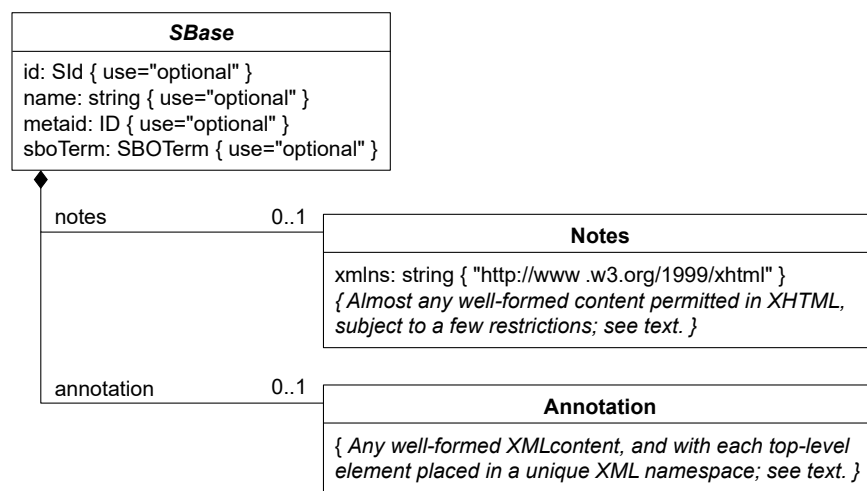 SBase
id: SId { use="optional" }
name: string { use="optional" }
metaid: ID { use="optional" }
sboTerm: SBOTerm { use="optional" }
notes 0..1
Notes
xmlns: string { "http://www .w3.org/1999/xhtml" }
{ Almost any well-formed content permitted in XHTML,
subject to a few restrictions; see text. }
annotation 0..1
Annotation
{ Any well-formed XMLcontent, and with each top-level
element placed in a unique XML namespace; see text. }